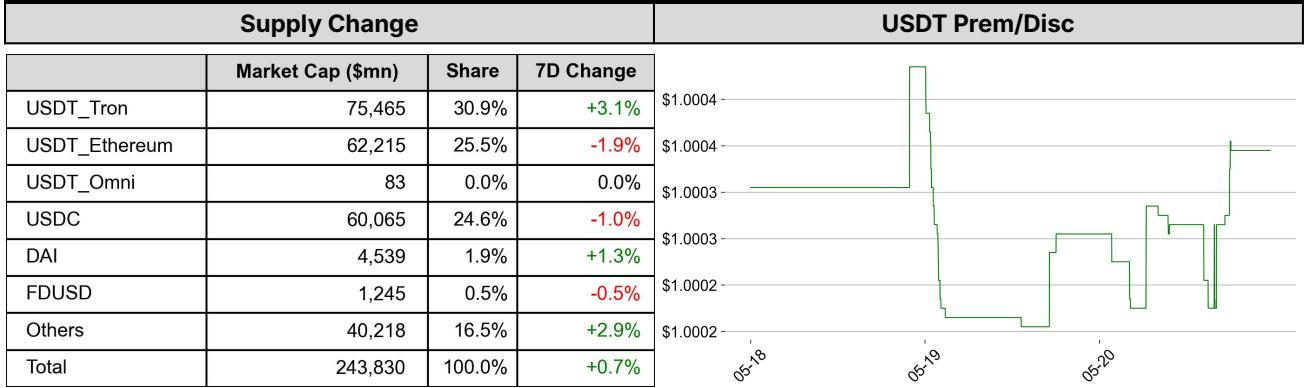 Supply Change
Market Cap ($mn) Share 7D Change
USDT_Tron 75,465 30.9% +3.1%
USDT_Ethereum 62,215 25.5% -1.9%
USDT_Omni 83 0.0% 0.0%
USDC 60,065 24.6% -1.0%
DAI 4,539 1.9% +1.3%
FDUSD 1,245 0.5% -0.5%
Others 40,218 16.5% +2.9%
Total 243,830 100.0% +0.7%
USDT Prem/Disc
$1.0004
$1.0004
$1.0003
$1.0003
$1.0002
$1.0002
05-18 05-19 05-20